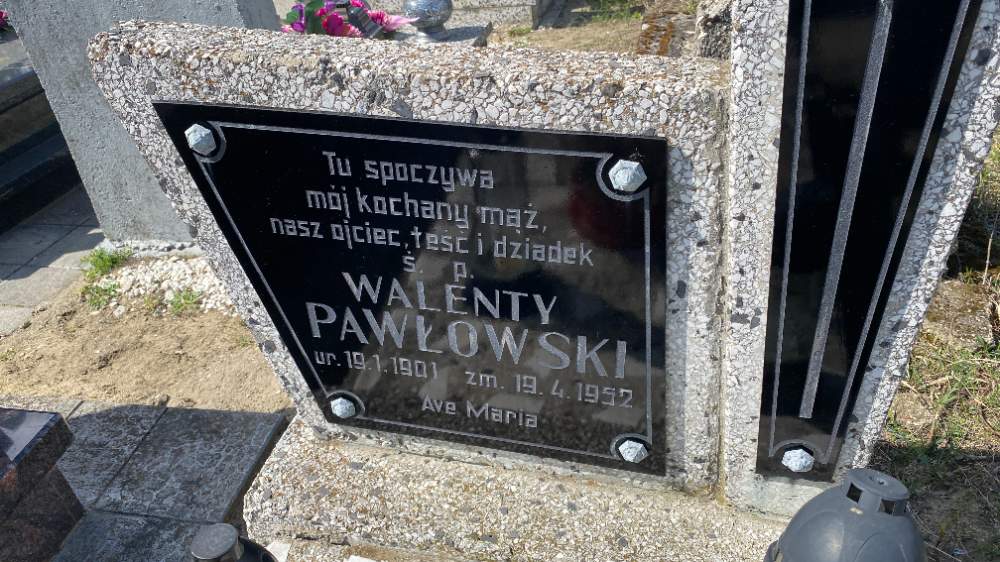 Tu spoczywa
mój kochany mąż,
nasz ojciec, teść i dziadek
ś. p.
WALENTY
PAWŁOWSKI
ur. 19.1.1901 zm. 19.4.1952
Ave Maria